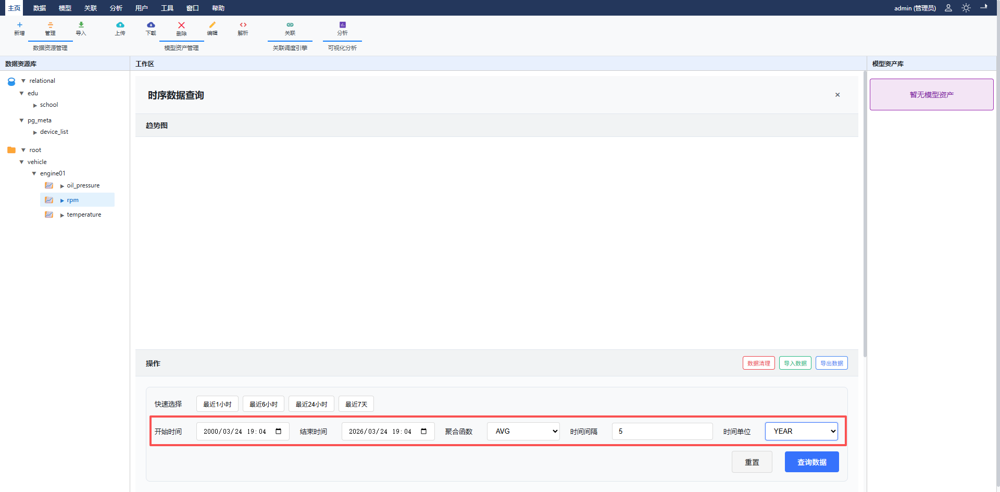 主页 数据 模型 关联 分析 用户 工具 窗口 帮助 admin (管理员)
新增 管理 导入 上传 下载 删除 编辑 解析 关联 分析
数据资源管理 模型资产管理 关联调度引擎 可视化分析
数据资源库 工作区 模型资产库
relational
edu
school
pg_meta
device_list
root
vehicle
engine01
oil_pressure
rpm
temperature
时序数据查询 ×
趋势图
操作 数据清理 导入数据 导出数据
快速选择 最近1小时 最近6小时 最近24小时 最近7天
开始时间 2000/03/24 19:04 结束时间 2026/03/24 19:04 聚合函数 AVG 时间间隔 5 时间单位 YEAR
重置 查询数据
暂无模型资产